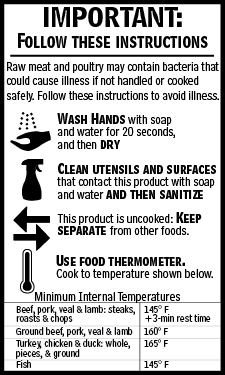 IMPORTANT:
FOLLOW THESE INSTRUCTIONS
Raw meat and poultry may contain bacteria that
could cause illness if not handled or cooked
safely. Follow these instructions to avoid illness.
WASH HANDS with soap
and water for 20 seconds,
and then DRY
CLEAN UTENSILS AND SURFACES
that contact this product with soap
and water AND THEN SANITIZE
This product is uncooked: KEEP
SEPARATE from other foods.
USE FOOD THERMOMETER.
Cook to temperature shown below.
Minimum Internal Temperatures
Beef, pork, veal & lamb: steaks, 145° F
roasts & chops +3-min rest time
Ground beef, pork, veal & lamb 160° F
Turkey, chicken & duck: whole, 165° F
pieces, & ground
Fish 145° F